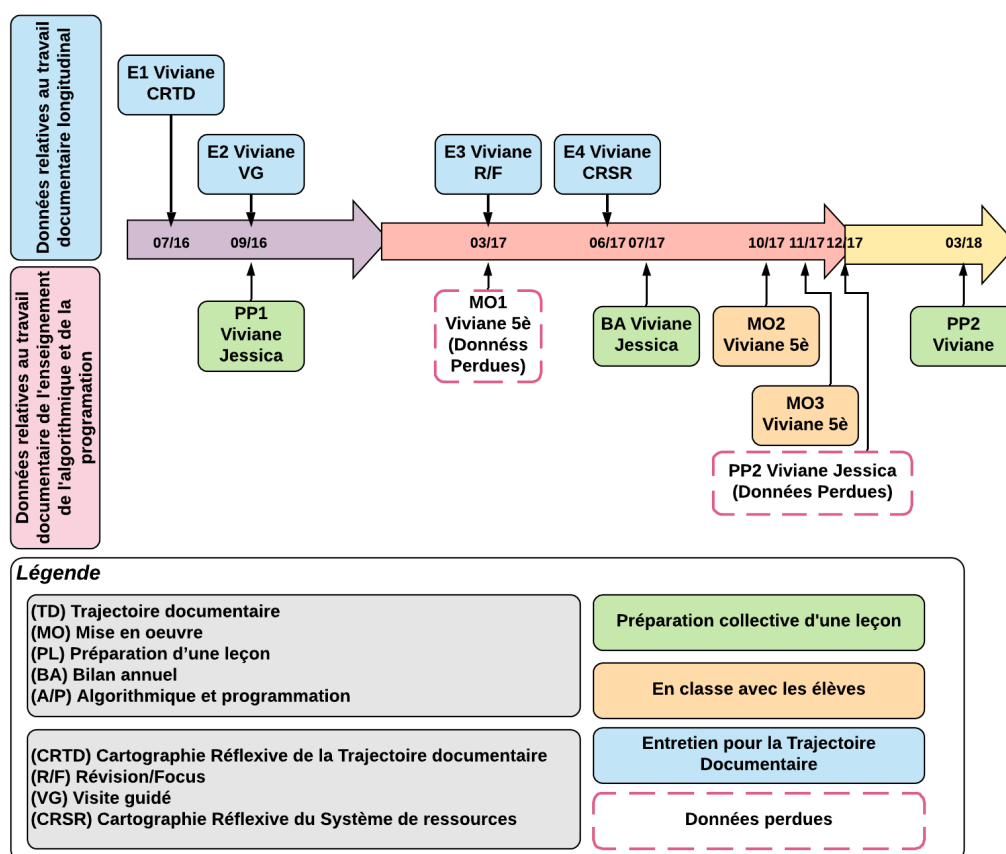 Données relatives au travail
documentaire longitudinal
E1 Viviane
CRTD
E2 Viviane
VG
E3 Viviane
R/F
E4 Viviane
CRSR
07/16
09/16
03/17
06/17
07/17
10/17
11/17
12/17
03/18
Données relatives au travail
documentaire de l'enseignement
de l'algorithmique et de la
programation
PP1
Viviane
Jessica
MO1
Viviane 5è
(Donnéss
Perdues)
BA Viviane
Jessica
MO2
Viviane 5è
PP2
Viviane
MO3
Viviane 5è
PP2 Viviane Jessica
(Données Perdues)
Légende
(TD) Trajectoire documentaire
(MO) Mise en oeuvre
(PL) Préparation d’une leçon
(BA) Bilan annuel
(A/P) Algorithmique et programmation
(CRTD) Cartographie Réflexive de la Trajectoire documentaire
(R/F) Révision/Focus
(VG) Visite guidé
(CRSR) Cartographie Réflexive du Système de ressources
Préparation collective d'une leçon
En classe avec les élèves
Entretien pour la Trajectoire
Documentaire
Données perdues